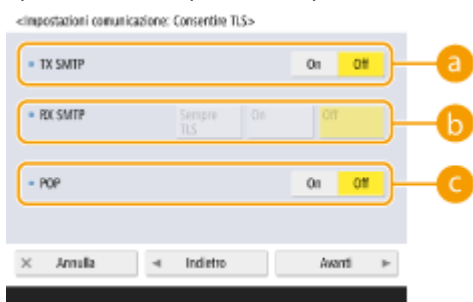 <Impostazioni comunicazione: Consentire TLS>
TX SMTP On Off a
RX SMTP Sempre TLS On Off b
POP On Off c
× Annulla ◄ Indietro Avanti ►